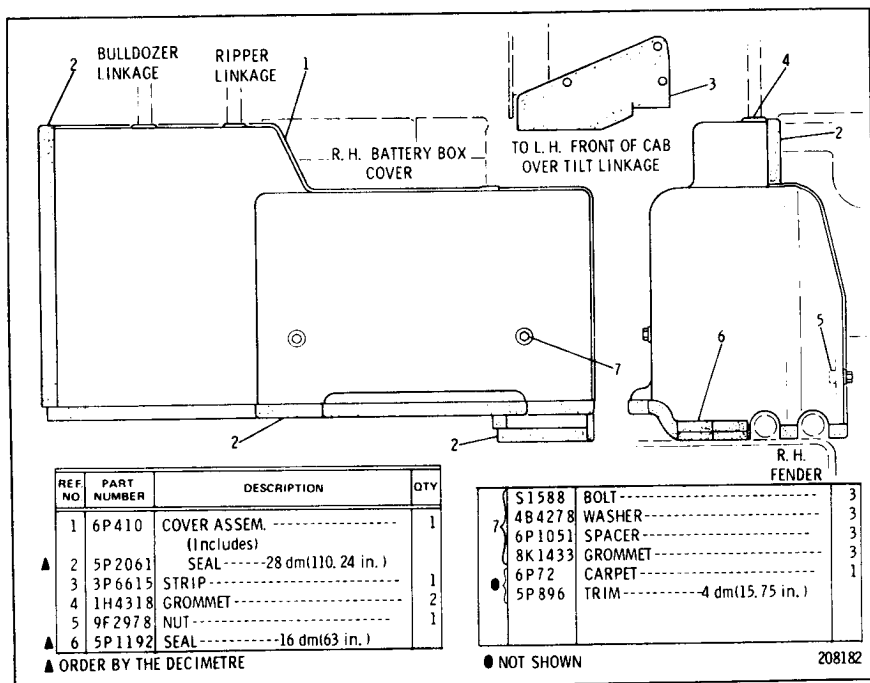 2
BULLDOZER
LINKAGE
RIPPER
LINKAGE
1
3
4
2
R. H. BATTERY BOX
COVER
TO L. H. FRONT OF CAB
OVER TILT LINKAGE
7
6
5
2
2
R. H.
FENDER
REF. NO. PART NUMBER DESCRIPTION QTY
1 6P410 COVER ASSEM. ------------------ 1
(Includes)
▲ 2 5P2061 SEAL ------28 dm(110.24 in.)
3 3P6615 STRIP ------------------------- 1
4 1H4318 GROMMET ------------------------- 2
5 9F2978 NUT ------------------------- 1
▲ 6 5P1192 SEAL ----------16 dm(63 in.)
▲ ORDER BY THE DECIMETRE
7 S1588 BOLT ------------------------- 3
4B4278 WASHER ------------------------- 3
6P1051 SPACER ------------------------- 3
8K1433 GROMMET ------------------------- 3
● 6P72 CARPET ------------------------- 1
5P896 TRIM ---------4 dm(15.75 in.)
● NOT SHOWN
208182